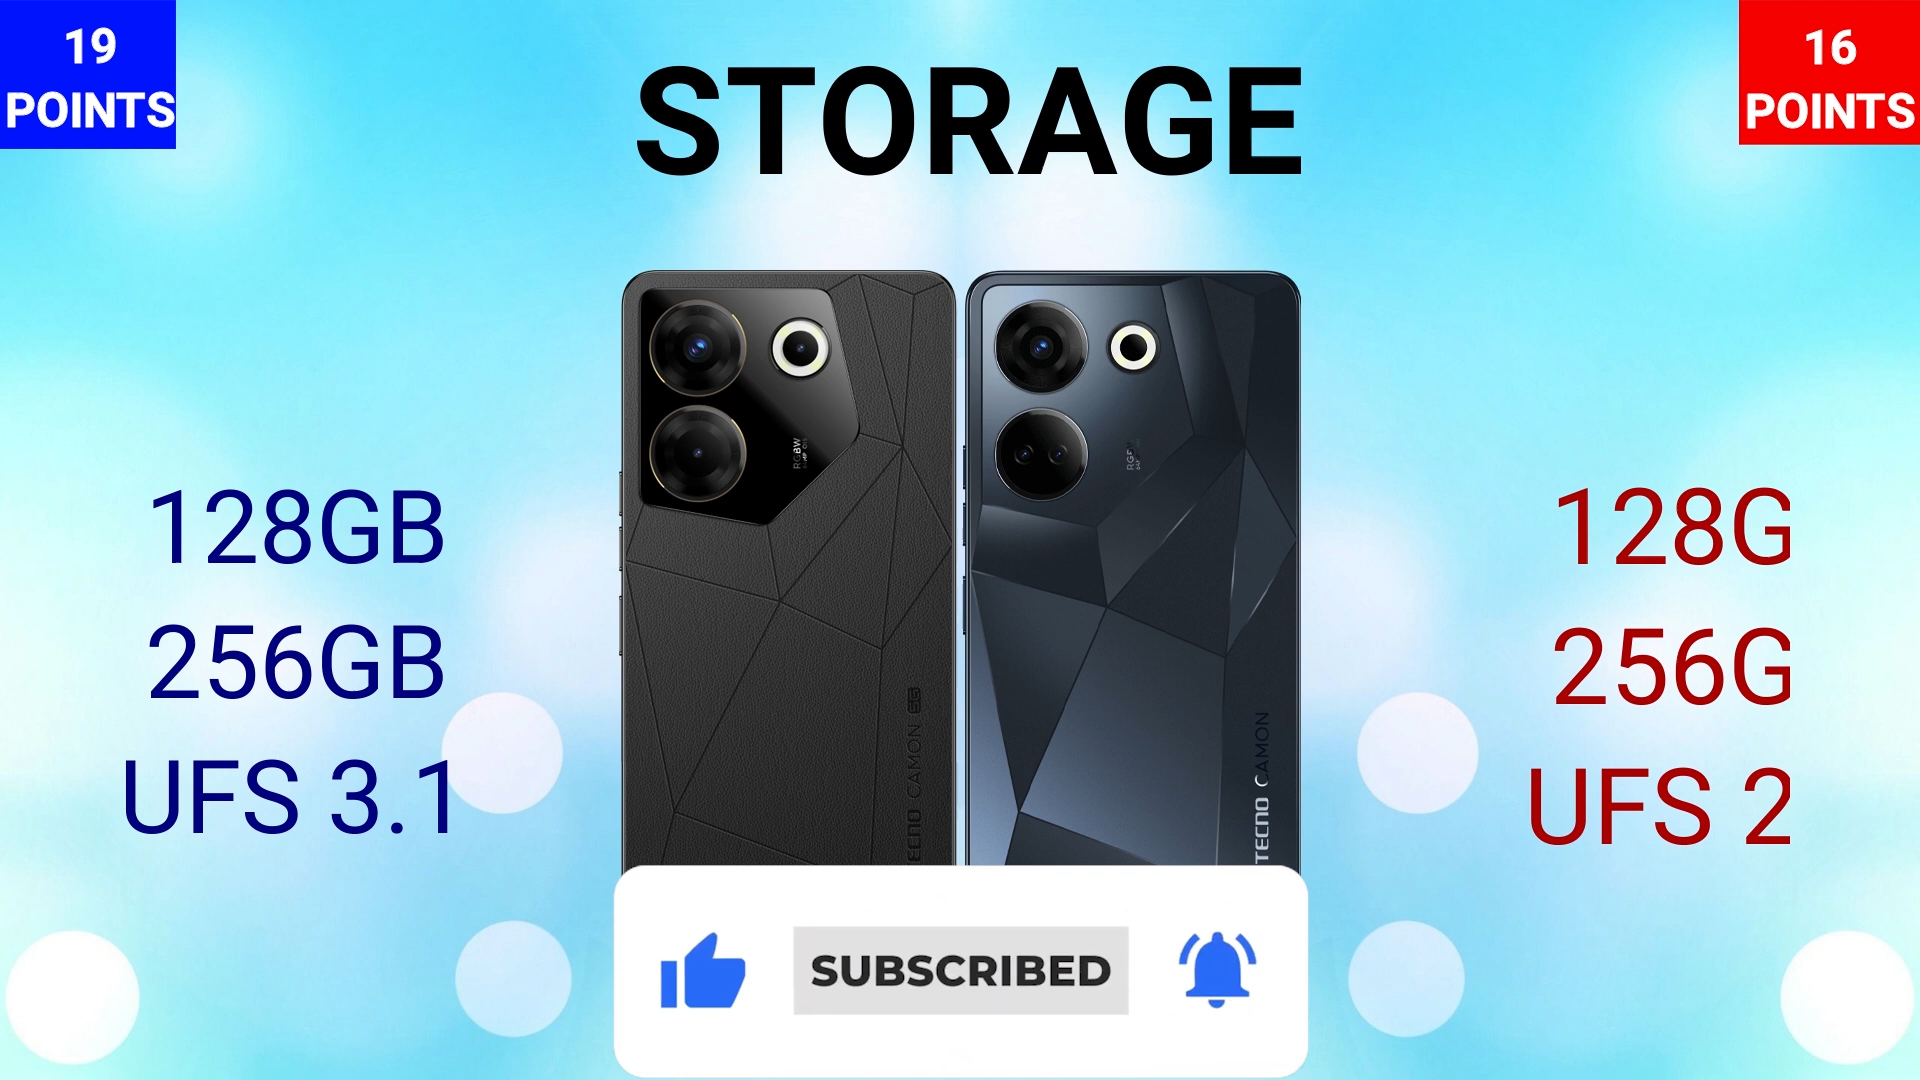 19
POINTS
STORAGE
16
POINTS
128GB
256GB
UFS 3.1
128G
256G
UFS 2
RGBW
CAMON 5G
TECNO CAMON
SUBSCRIBED